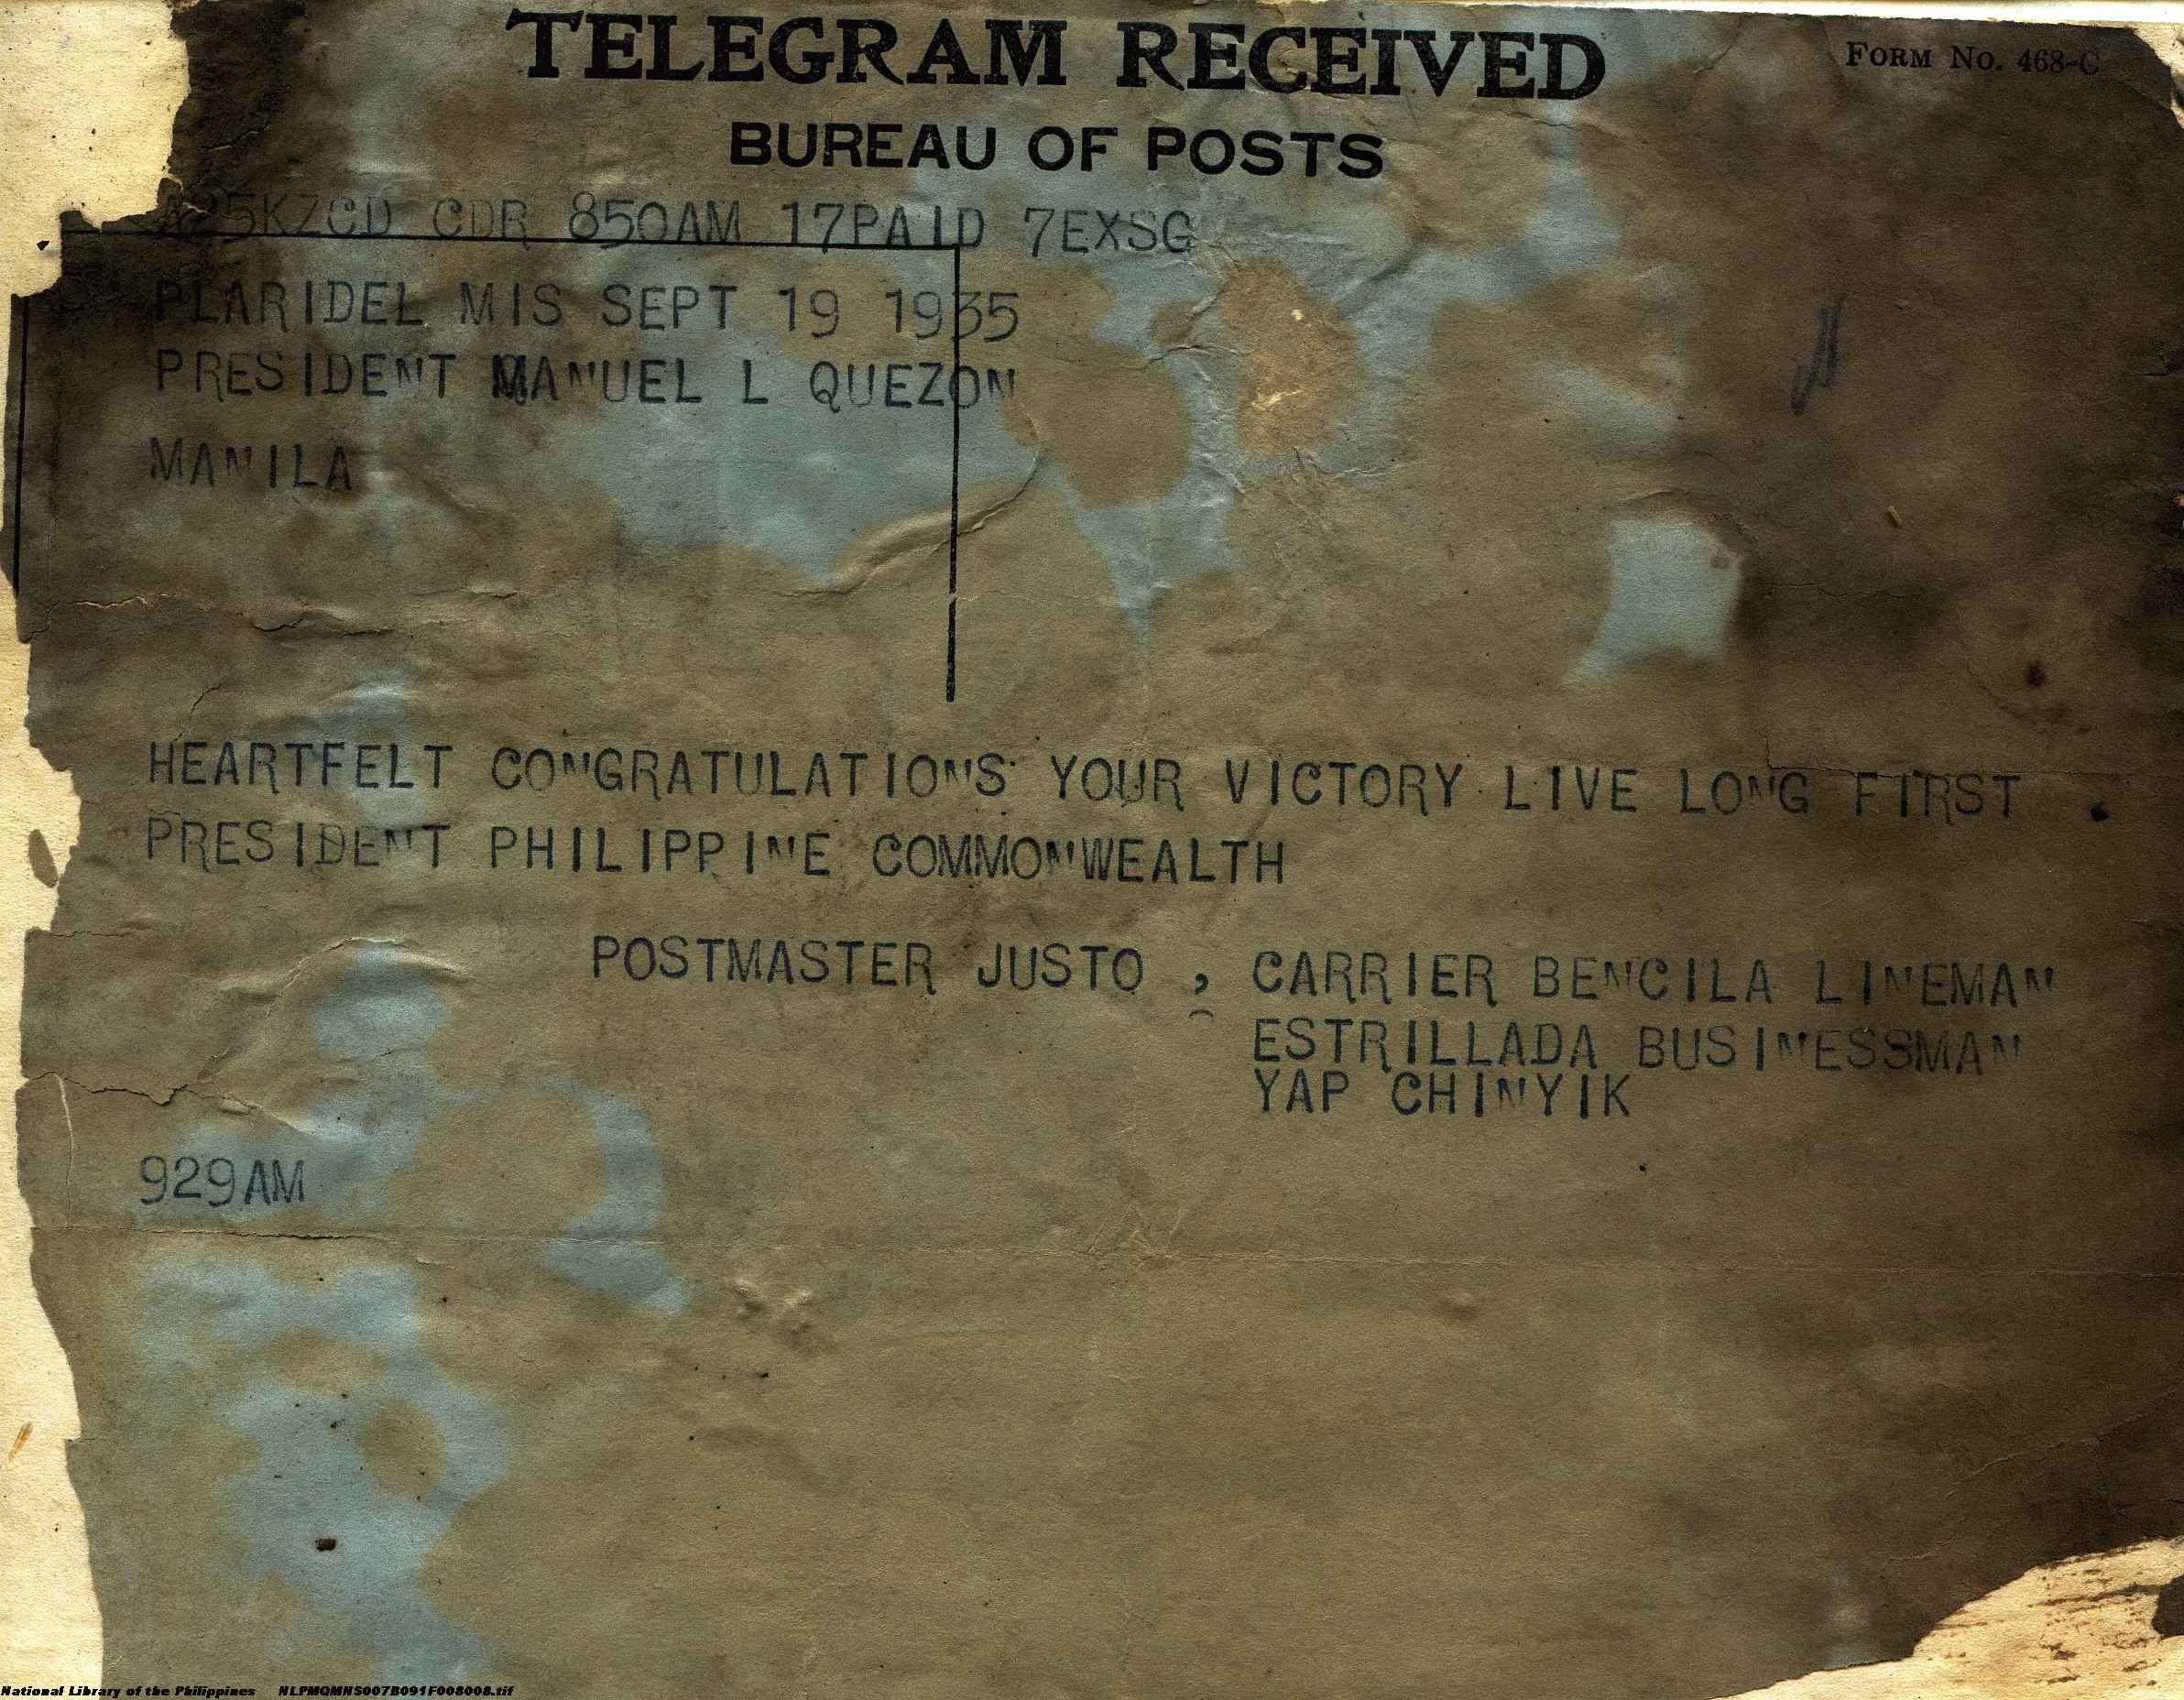 TELEGRAM RECEIVED
FORM NO. 468-C
BUREAU OF POSTS
A25KZCD CDR 850AM 17PAID 7EXSG
PLARIDEL MIS SEPT 19 1935
PRESIDENT MANUEL L QUEZON
MANILA
HEARTFELT CONGRATULATIONS YOUR VICTORY LIVE LONG FIRST
PRESIDENT PHILIPPINE COMMONWEALTH
POSTMASTER JUSTO , CARRIER BENCILA LINEMAN
ESTRILLADA BUSINESSMAN
YAP CHINYIK
929AM
National Library of the Philippines NLPMQMNS007B091F008008.tif